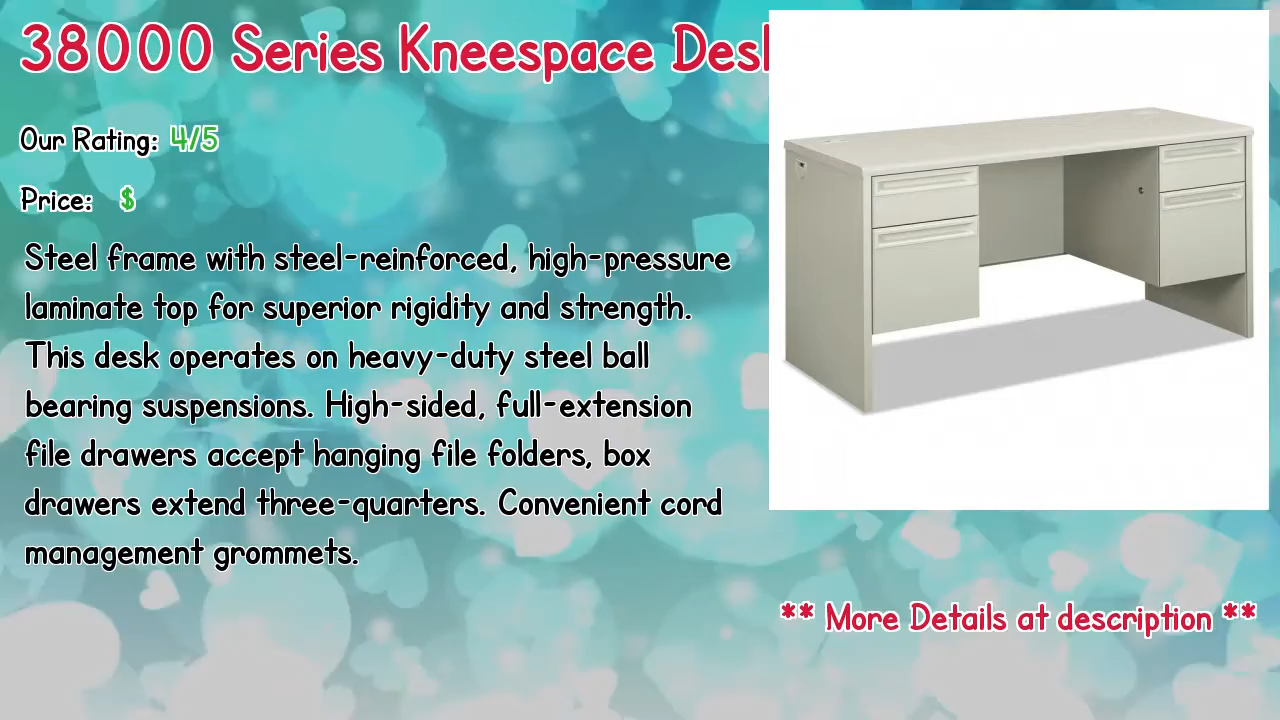 38000 Series Kneespace Desk
Our Rating: 4/5
Price: $
Steel frame with steel-reinforced, high-pressure
laminate top for superior rigidity and strength.
This desk operates on heavy-duty steel ball
bearing suspensions. High-sided, full-extension
file drawers accept hanging file folders, box
drawers extend three-quarters. Convenient cord
management grommets.
** More Details at description **